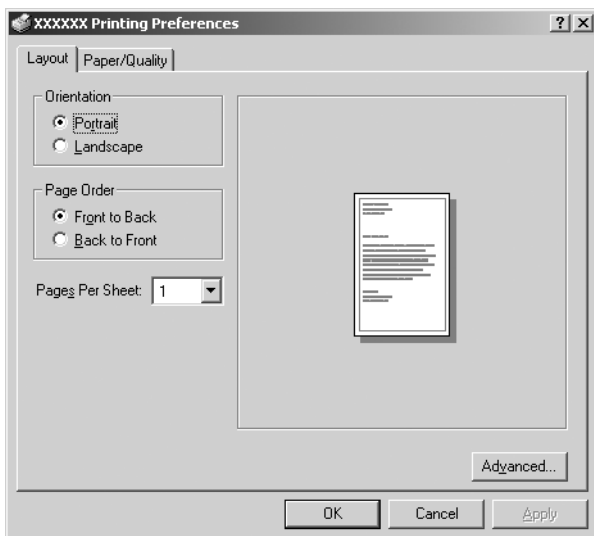 XXXXXX Printing Preferences
Layout
Paper/Quality
Orientation
Portrait
Landscape
Page Order
Front to Back
Back to Front
Pages Per Sheet: 1
Advanced...
OK
Cancel
Apply